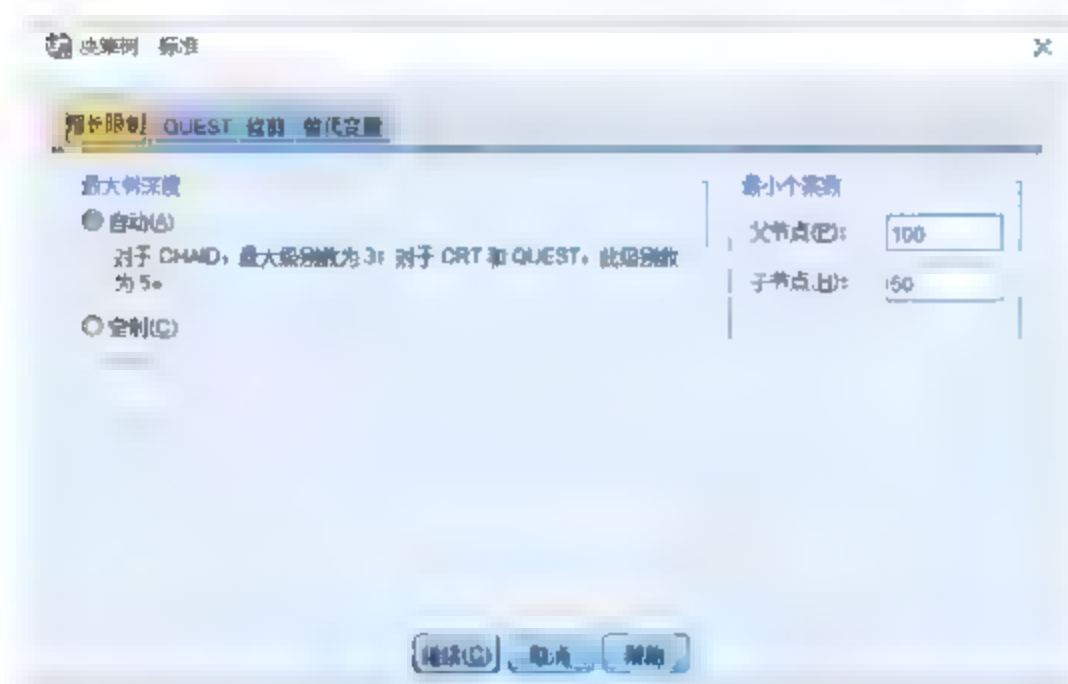 决策树 标准
增长限制 QUEST 修剪 替代变量
最大树深度
自动(A)
对于 CHAID，最大级别数为 3；对于 CRT 和 QUEST，此级别数
为 5。
定制(C)
最小个案数
父节点(P): 100
子节点(H): 50
继续(C) 取消 帮助